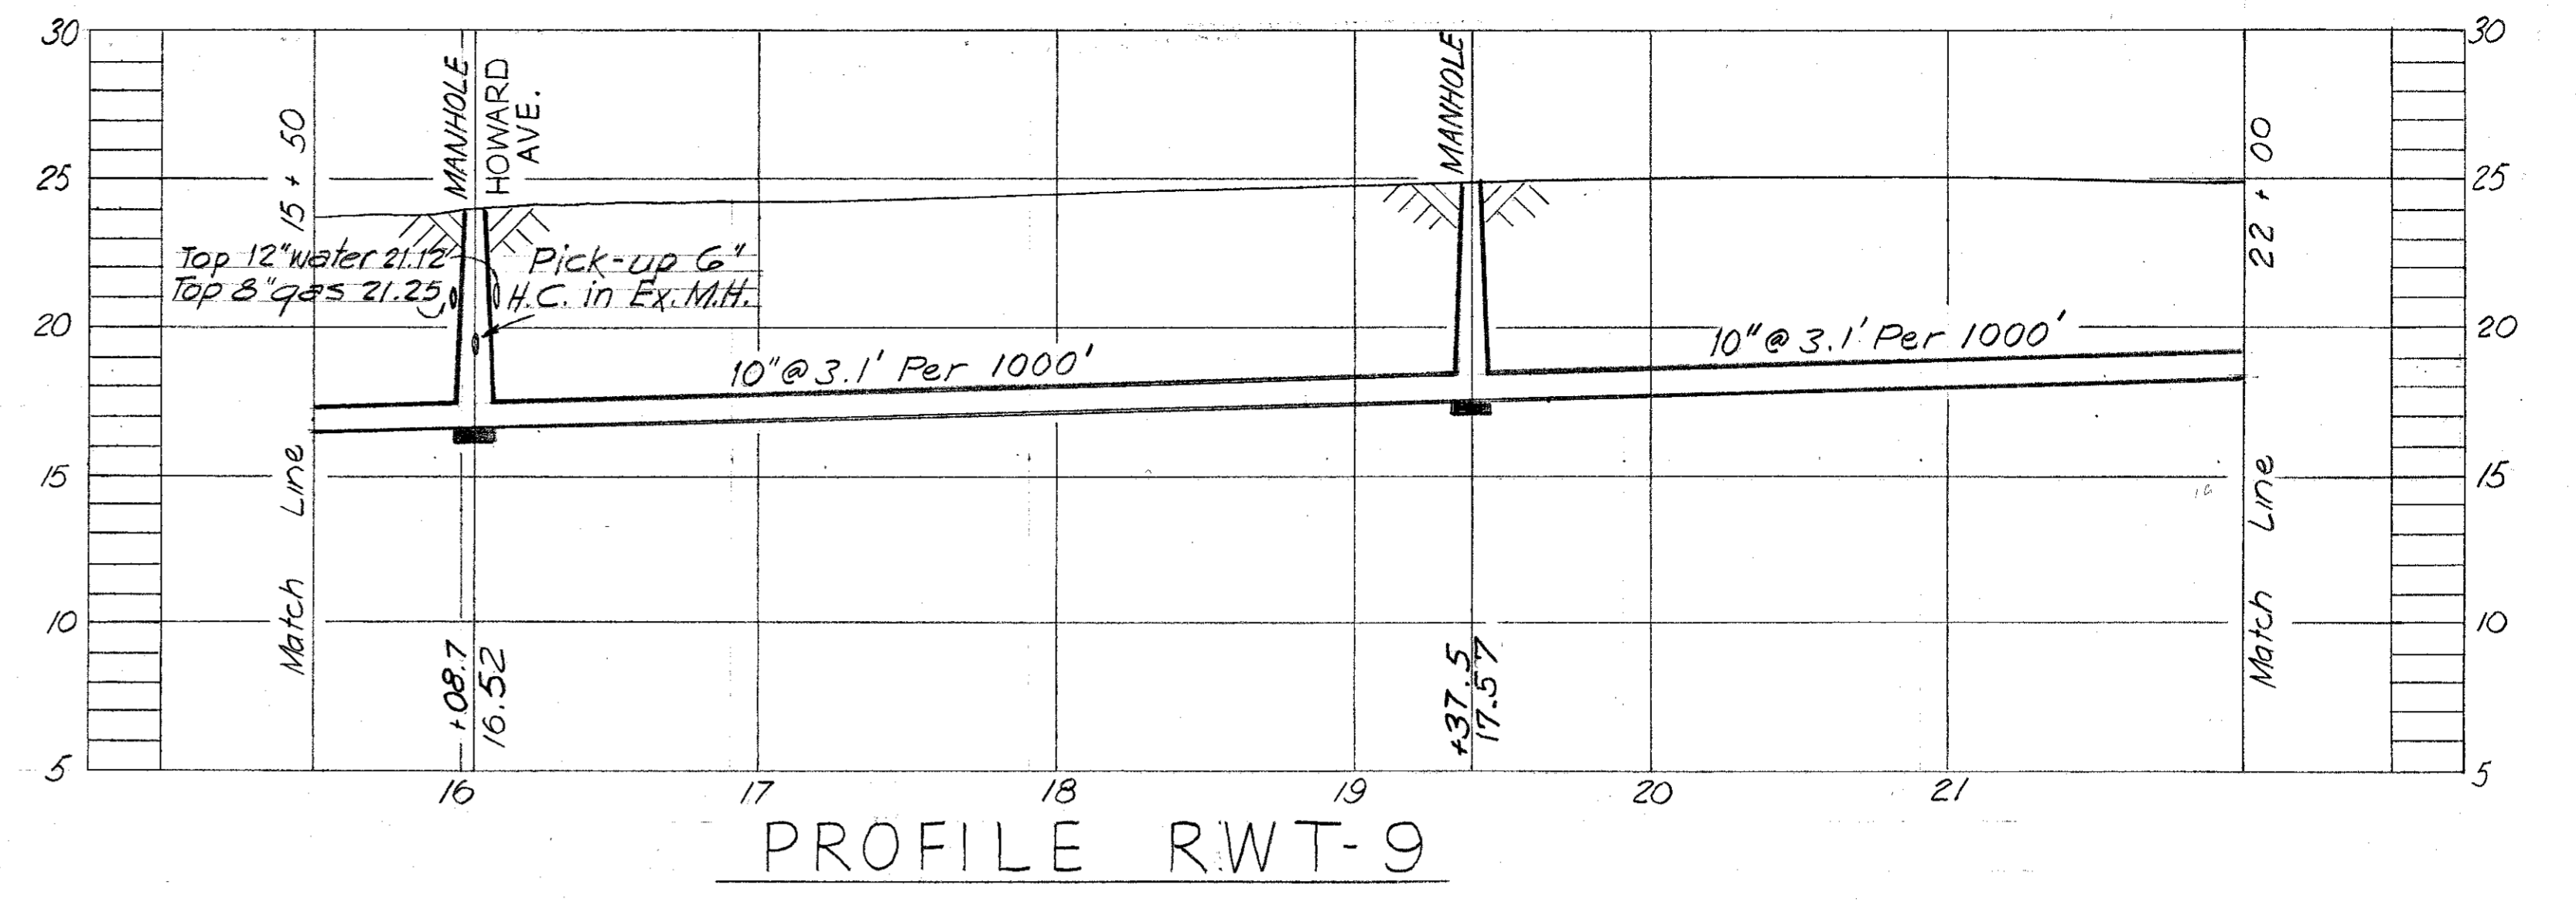 30
25
20
15
10
5
15 + 50
MANHOLE
HOWARD
AVE.
Top 12" water 21.12'
Top 8" gas 21.25
Pick-up 6"
H.C. in Ex. M.H.
10" @ 3.1' Per 1000'
MANHOLE
10" @ 3.1' Per 1000'
22 + 00
30
25
20
15
10
5
Match Line
+08.7
16.52
+37.5
17.57
Match Line
16
17
18
19
20
21
PROFILE RWT-9